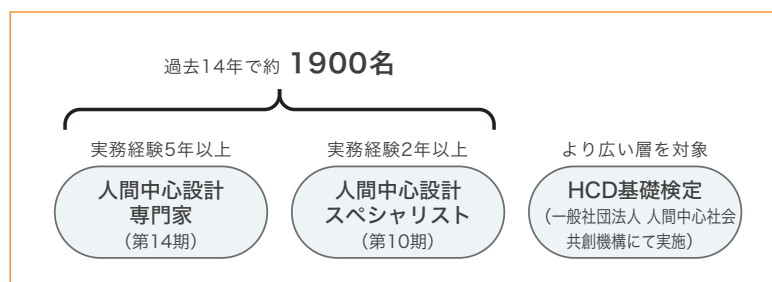 過去14年で約 1900名
実務経験5年以上
人間中心設計
専門家
(第14期)
実務経験2年以上
人間中心設計
スペシャリスト
(第10期)
より広い層を対象
HCD基礎検定
(一般社団法人 人間中心社会
共創機構にて実施)